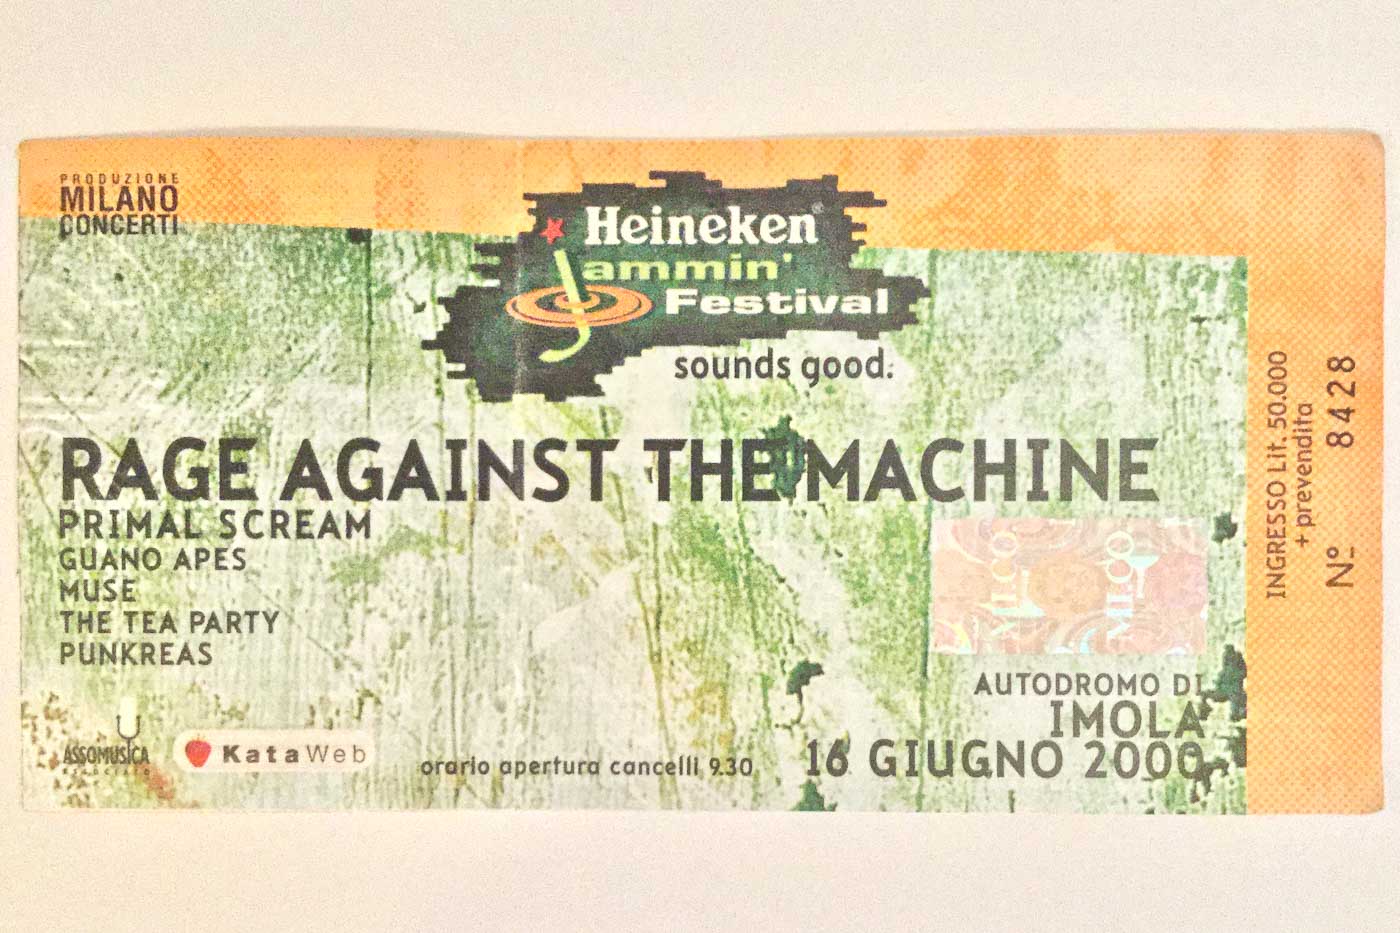 PRODUZIONE
MILANO
CONCERTI
Heineken®
Jammin'
Festival
sounds good.
RAGE AGAINST THE MACHINE
PRIMAL SCREAM
GUANO APES
MUSE
THE TEA PARTY
PUNKREAS
ASSOMUSICA
ASSOCIATO
KataWeb
orario apertura cancelli 9.30
AUTODROMO DI
IMOLA
16 GIUGNO 2000
INGRESSO Lit. 50.000
+ prevendita
N° 8428